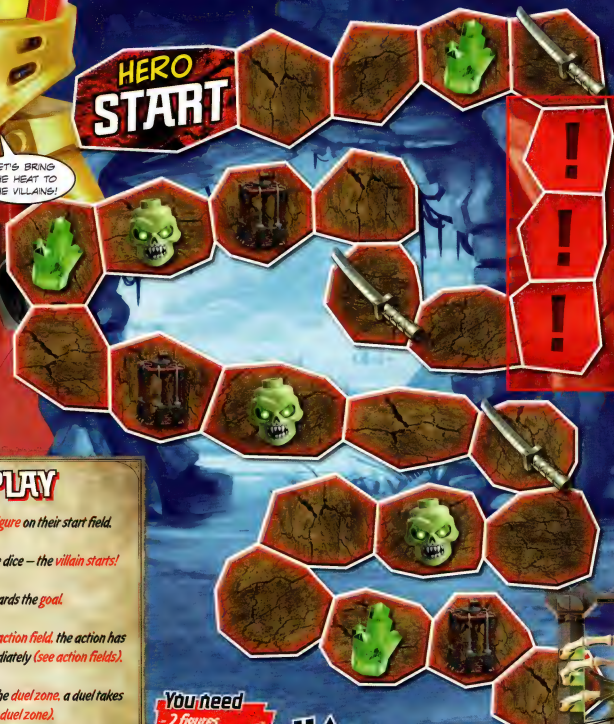 HERO
START
LET'S BRING
HE HEAT TO
HE VILLAINS!
!
!
!
PLAY
figure on their start field.
dice – the villain starts!
ards the goal.
action field, the action has
diately (see action fields).
he duel zone, a duel takes
duel zone).
You need
- 2 figures